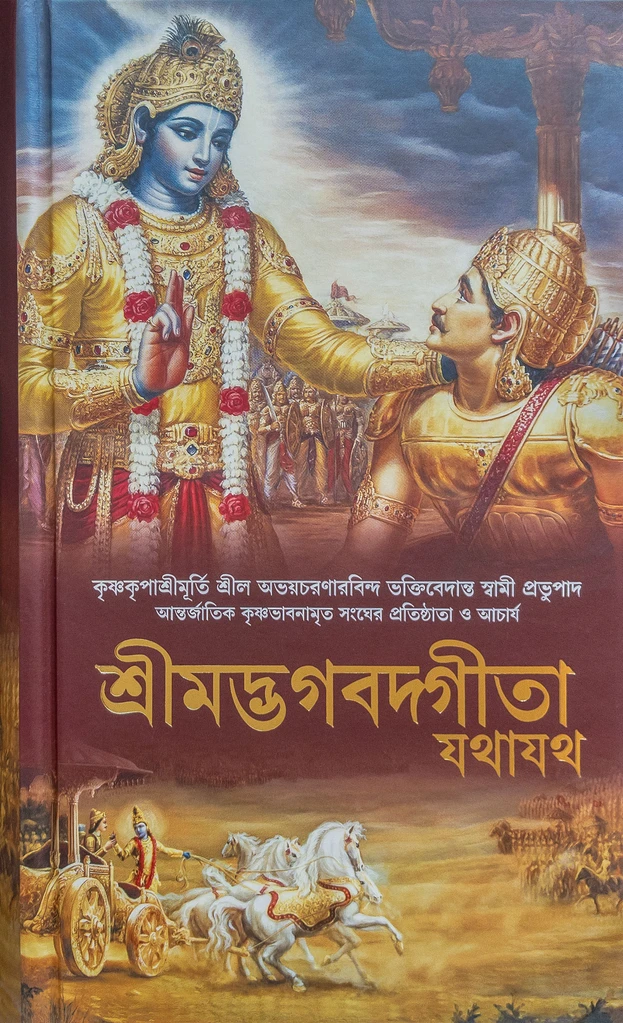 কৃষ্ণকৃপাশ্রীমূর্তি শ্রীল অভয়চরণারবিন্দ ভক্তিবেদান্ত স্বামী প্রভুপাদ
আন্তর্জাতিক কৃষ্ণভাবনামৃত সংঘের প্রতিষ্ঠাতা ও আচার্য
শ্রীমদ্ভগবদগীতা
যথাযথ